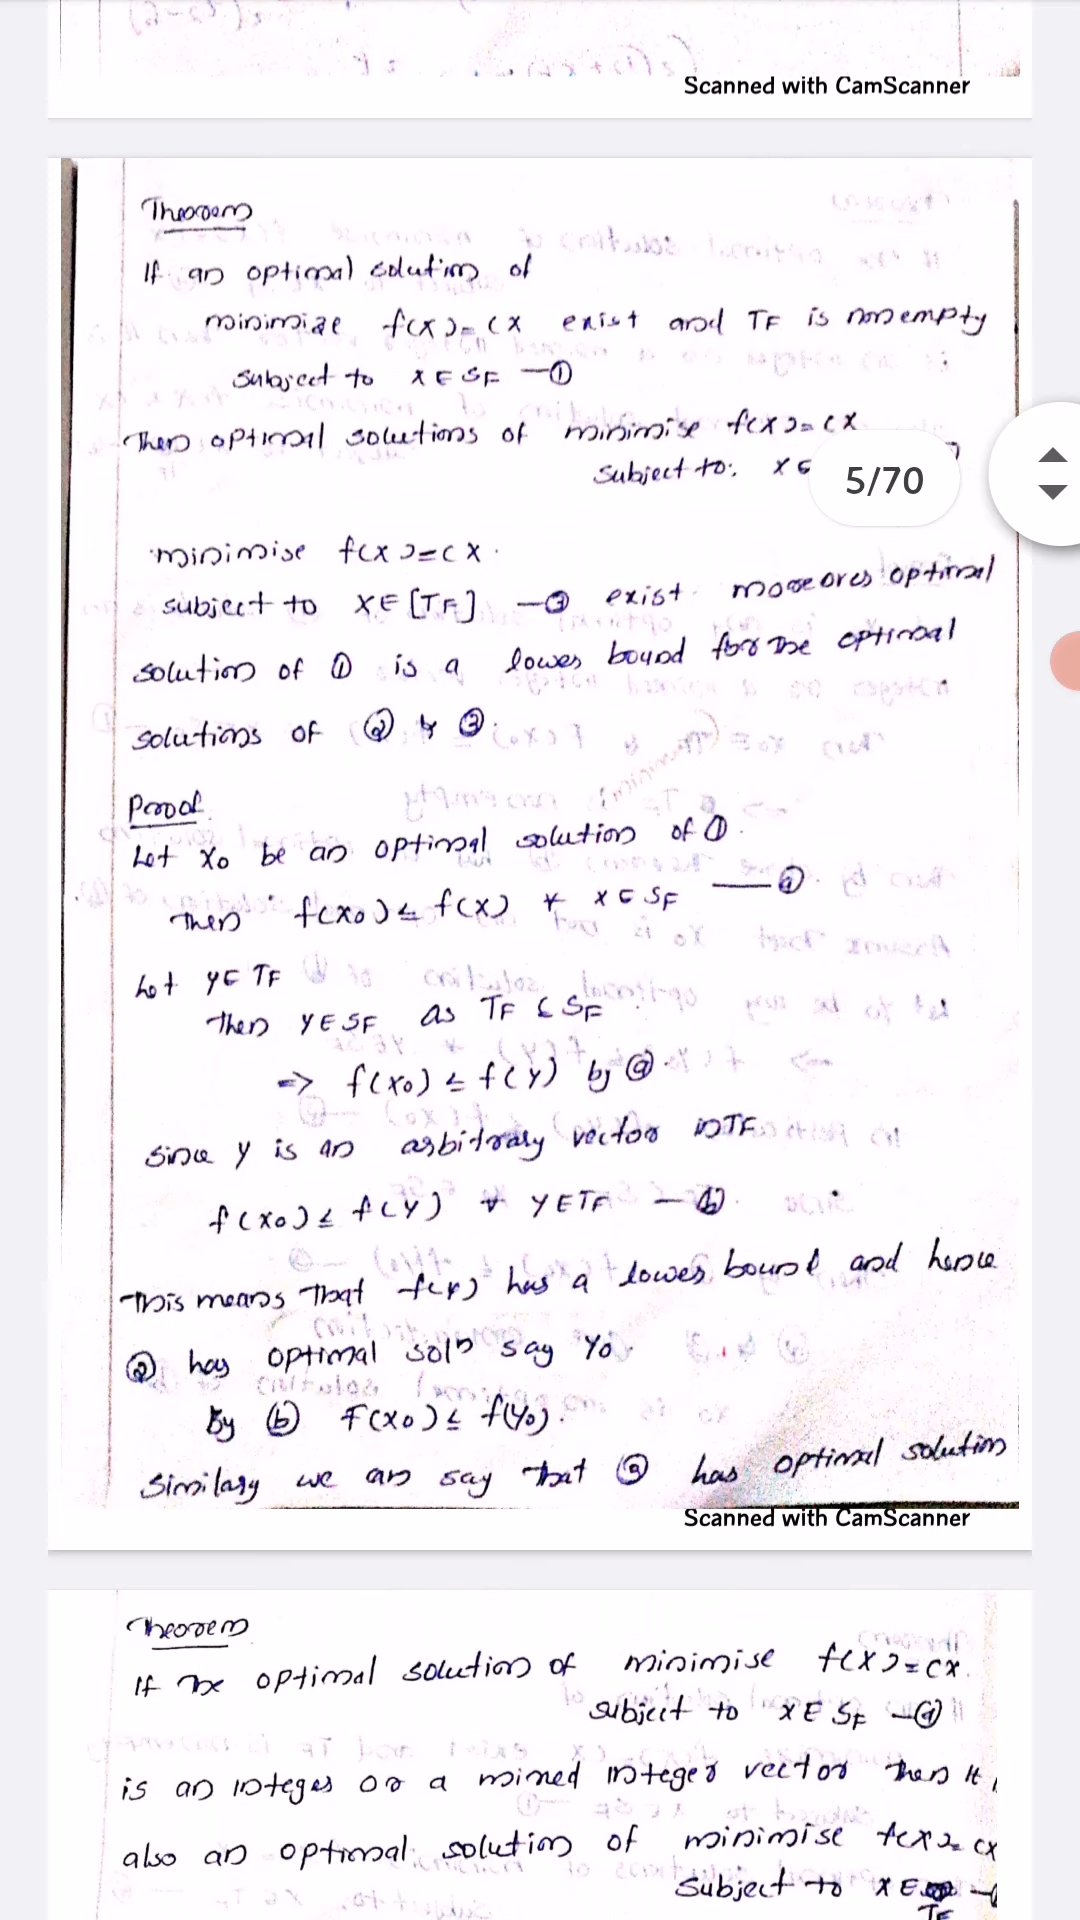 Scanned with CamScanner
Theorem
If an optimal solution of
minimize f(x)=cx exist and TF is non empty
subject to x ∈ SF —①
Then optimal solutions of minimise f(x)=cx
Subject to: x ∈
5/70
minimise f(x)=cx.
subject to x∈[TF] —③ exist. moreover optimal
solution of ① is a lower bound for the optimal
solutions of ② & ③.
Proof.
Let x₀ be an optimal solution of ①.
Then f(x₀) ≤ f(x) ∀ x ∈ SF —ⓐ.
Let y∈ TF
Then y∈SF as TF ⊆ SF.
=> f(x₀) ≤ f(y) by ⓐ.
Since y is an arbitrary vector in TF
f(x₀) ≤ f(y) ∀ y∈TF —ⓑ.
This means that f(x) has a lower bound and hence
② has optimal soln say y₀.
By ⓑ F(x₀) ≤ f(y₀).
Similary we can say that ③ has optimal solution
Scanned with CamScanner
Theorem
If the optimal solution of minimise f(x)=cx.
subject to x∈ SF —①
is an integer or a mixed integer vector then it
also an optimal solution of minimise f(x)=cx
Subject to x∈
TF